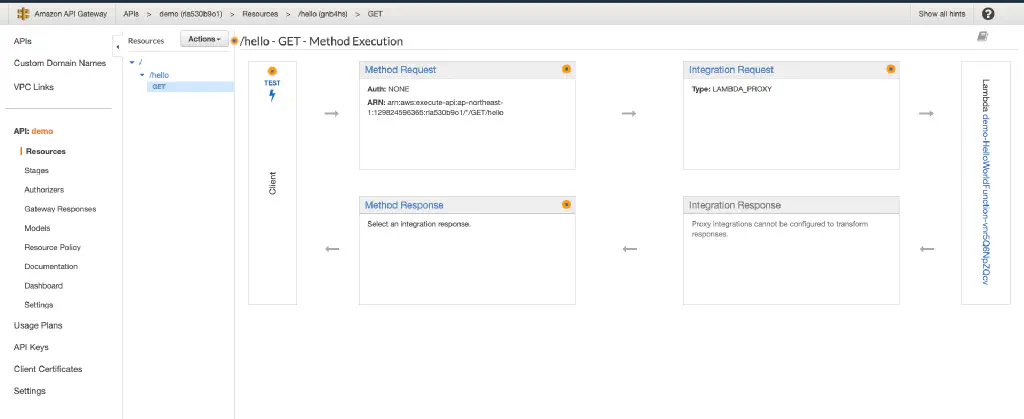 Amazon API Gateway
APIs > demo (rla530b9o1) > Resources > /hello (gnb4hs) > GET
Show all hints
?
APIs
Custom Domain Names
VPC Links
API: demo
Resources
Stages
Authorizers
Gateway Responses
Models
Resource Policy
Documentation
Dashboard
Settings
Usage Plans
API Keys
Client Certificates
Settings
Resources
Actions
/
/hello
GET
/hello - GET - Method Execution
TEST
Client
Method Request
Auth: NONE
ARN: arn:aws:execute-api:ap-northeast-
1:129824596365:rla530b9o1/*/GET/hello
Integration Request
Type: LAMBDA_PROXY
Method Response
Select an integration response.
Integration Response
Proxy integrations cannot be configured to transform
responses.
Lambda demo-HelloWorldFunction-vnr5Q6NpZQcv